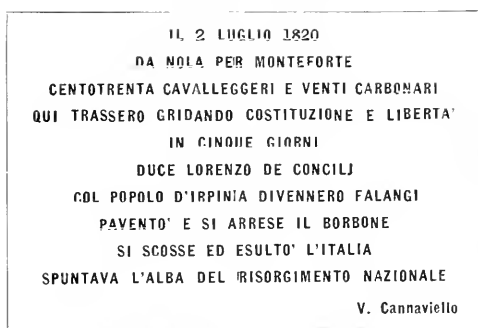 IL 2 LUGLIO 1820
DA NOLA PER MONTEFORTE
CENTOTRENTA CAVALLEGGERI E VENTI CARBONARI
QUI TRASSERO GRIDANDO COSTITUZIONE E LIBERTA'
IN CINQUE GIORNI
DUCE LORENZO DE CONCILJ
COL POPOLO D'IRPINIA DIVENNERO FALANGI
PAVENTO' E SI ARRESE IL BORBONE
SI SCOSSE ED ESULTO' L'ITALIA
SPUNTAVA L'ALBA DEL RISORGIMENTO NAZIONALE
V. Cannaviello